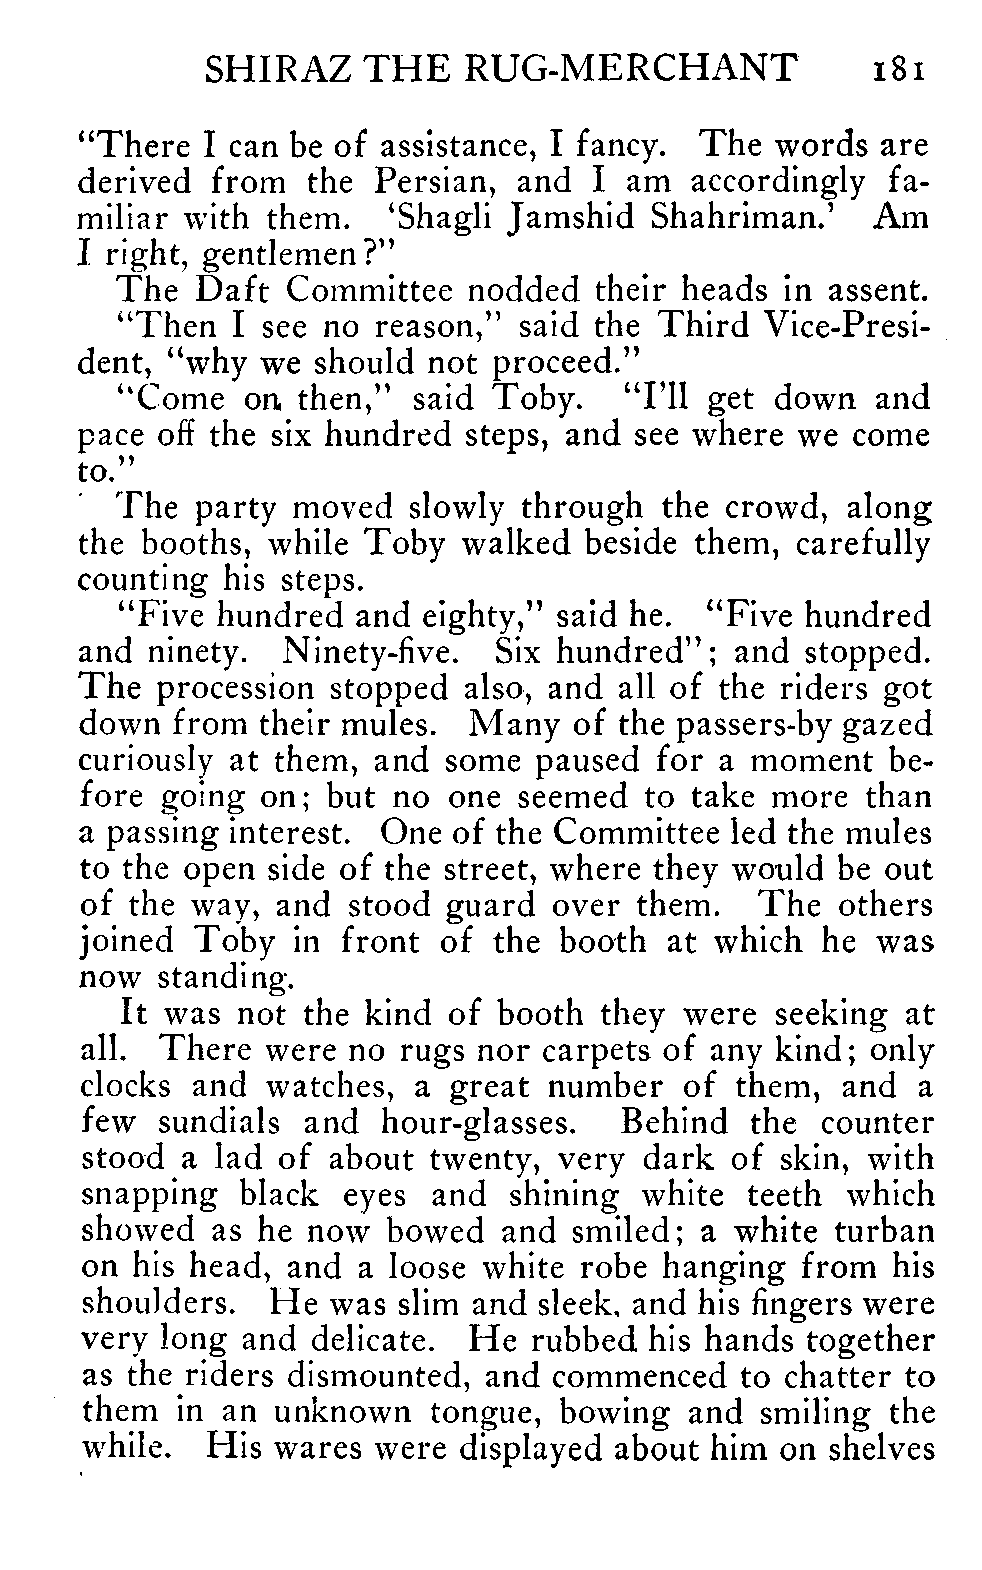 SHIRAZ THE RUG-MERCHANT 181
“There I can be of assistance, I fancy. The words are
derived from the Persian, and I am accordingly fa-
miliar with them. ‘Shagli Jamshid Shahriman.’ Am
I right, gentlemen?”
The Daft Committee nodded their heads in assent.
“Then I see no reason,” said the Third Vice-Presi-
dent, “why we should not proceed.”
“Come on, then,” said Toby. “I’ll get down and
pace off the six hundred steps, and see where we come
to.”
The party moved slowly through the crowd, along
the booths, while Toby walked beside them, carefully
counting his steps.
“Five hundred and eighty,” said he. “Five hundred
and ninety. Ninety-five. Six hundred”; and stopped.
The procession stopped also, and all of the riders got
down from their mules. Many of the passers-by gazed
curiously at them, and some paused for a moment be-
fore going on; but no one seemed to take more than
a passing interest. One of the Committee led the mules
to the open side of the street, where they would be out
of the way, and stood guard over them. The others
joined Toby in front of the booth at which he was
now standing.
It was not the kind of booth they were seeking at
all. There were no rugs nor carpets of any kind; only
clocks and watches, a great number of them, and a
few sundials and hour-glasses. Behind the counter
stood a lad of about twenty, very dark of skin, with
snapping black eyes and shining white teeth which
showed as he now bowed and smiled; a white turban
on his head, and a loose white robe hanging from his
shoulders. He was slim and sleek, and his fingers were
very long and delicate. He rubbed his hands together
as the riders dismounted, and commenced to chatter to
them in an unknown tongue, bowing and smiling the
while. His wares were displayed about him on shelves